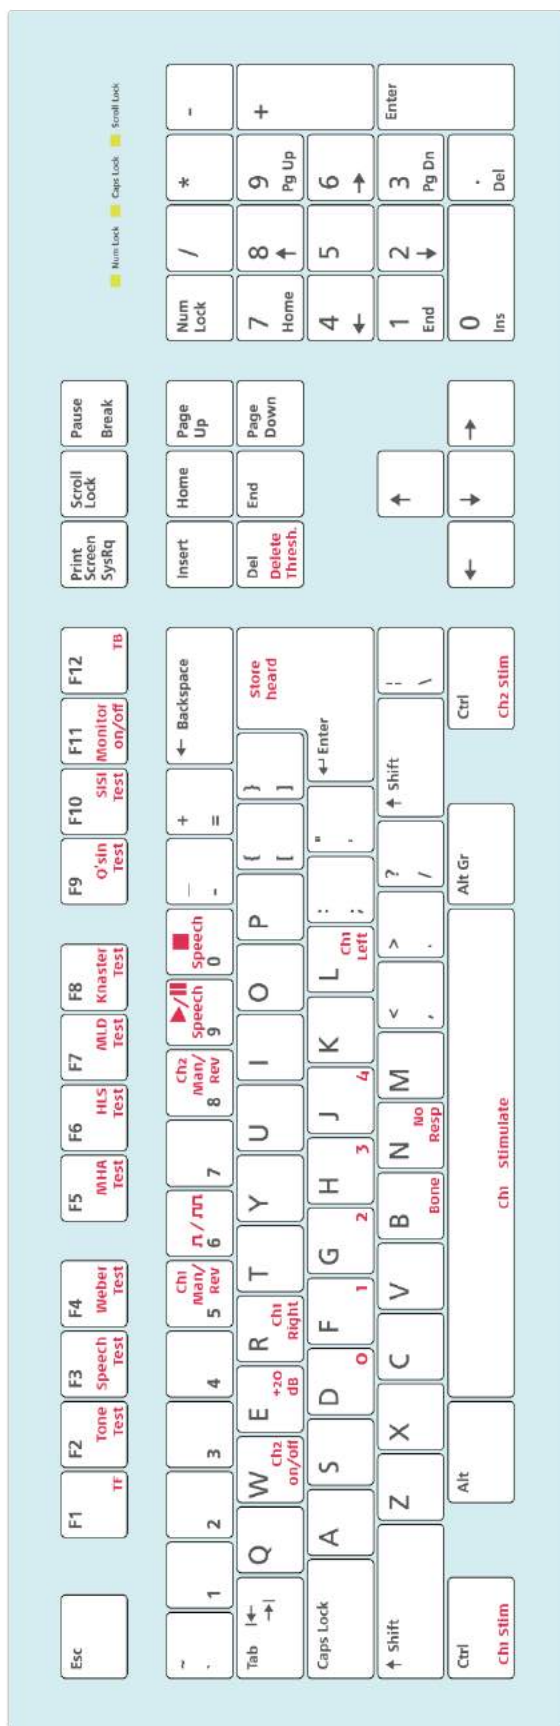 Esc
F1
TF
F2
Tone
Test
F3
Speech
Test
F4
Weber
Test
F5
MHA
Test
F6
HLS
Test
F7
MLD
Test
F8
Knaster
Test
F9
Q'sin
Test
F10
SISI
Test
F11
Monitor
on/off
F12
TB
Print
Screen
SysRq
Scroll
Lock
Pause
Break
Num Lock
Caps Lock
Scroll Lock
~
1
2
3
4
Ch1
Man/
Rev
5
6
7
Ch2
Man/
Rev
8
▶/II
Speech
9
■
Speech
0
_
-
+
=
← Backspace
Insert
Home
Page
Up
Num
Lock
/
*
-
Tab
Q
W
Ch2
on/off
E
+20
dB
R
Ch1
Right
T
Y
U
I
O
P
{
[
}
]
Store
heard
↵ Enter
Del
Delete
Thresh.
End
Page
Down
7
Home
8
↑
9
Pg Up
+
Caps Lock
A
S
D
0
F
1
G
2
H
3
J
4
K
L
Ch1
Left
:
;
"
4
←
5
6
→
↑ Shift
Z
X
C
V
B
Bone
N
No
Resp
M
<
,
>
.
?
/
↑ Shift
¦
\
↑
1
End
2
↓
3
Pg Dn
Enter
Ctrl
Ch1 Stim
Alt
Ch1 Stimulate
Alt Gr
Ctrl
Ch2 Stim
←
↓
→
0
Ins
.
Del